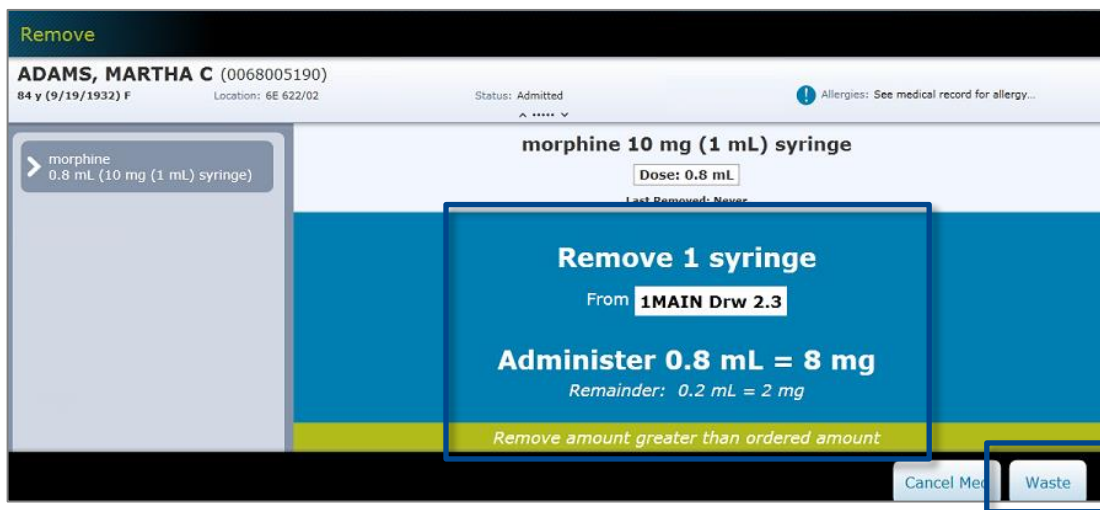 Remove
ADAMS, MARTHA C (0068005190)
84 y (9/19/1932) F Location: 6E 622/02 Status: Admitted Allergies: See medical record for allergy...
morphine
0.8 mL (10 mg (1 mL) syringe)
morphine 10 mg (1 mL) syringe
Dose: 0.8 mL
Last Removed: Never
Remove 1 syringe
From 1MAIN Drw 2.3
Administer 0.8 mL = 8 mg
Remainder: 0.2 mL = 2 mg
Remove amount greater than ordered amount
Cancel Med Waste